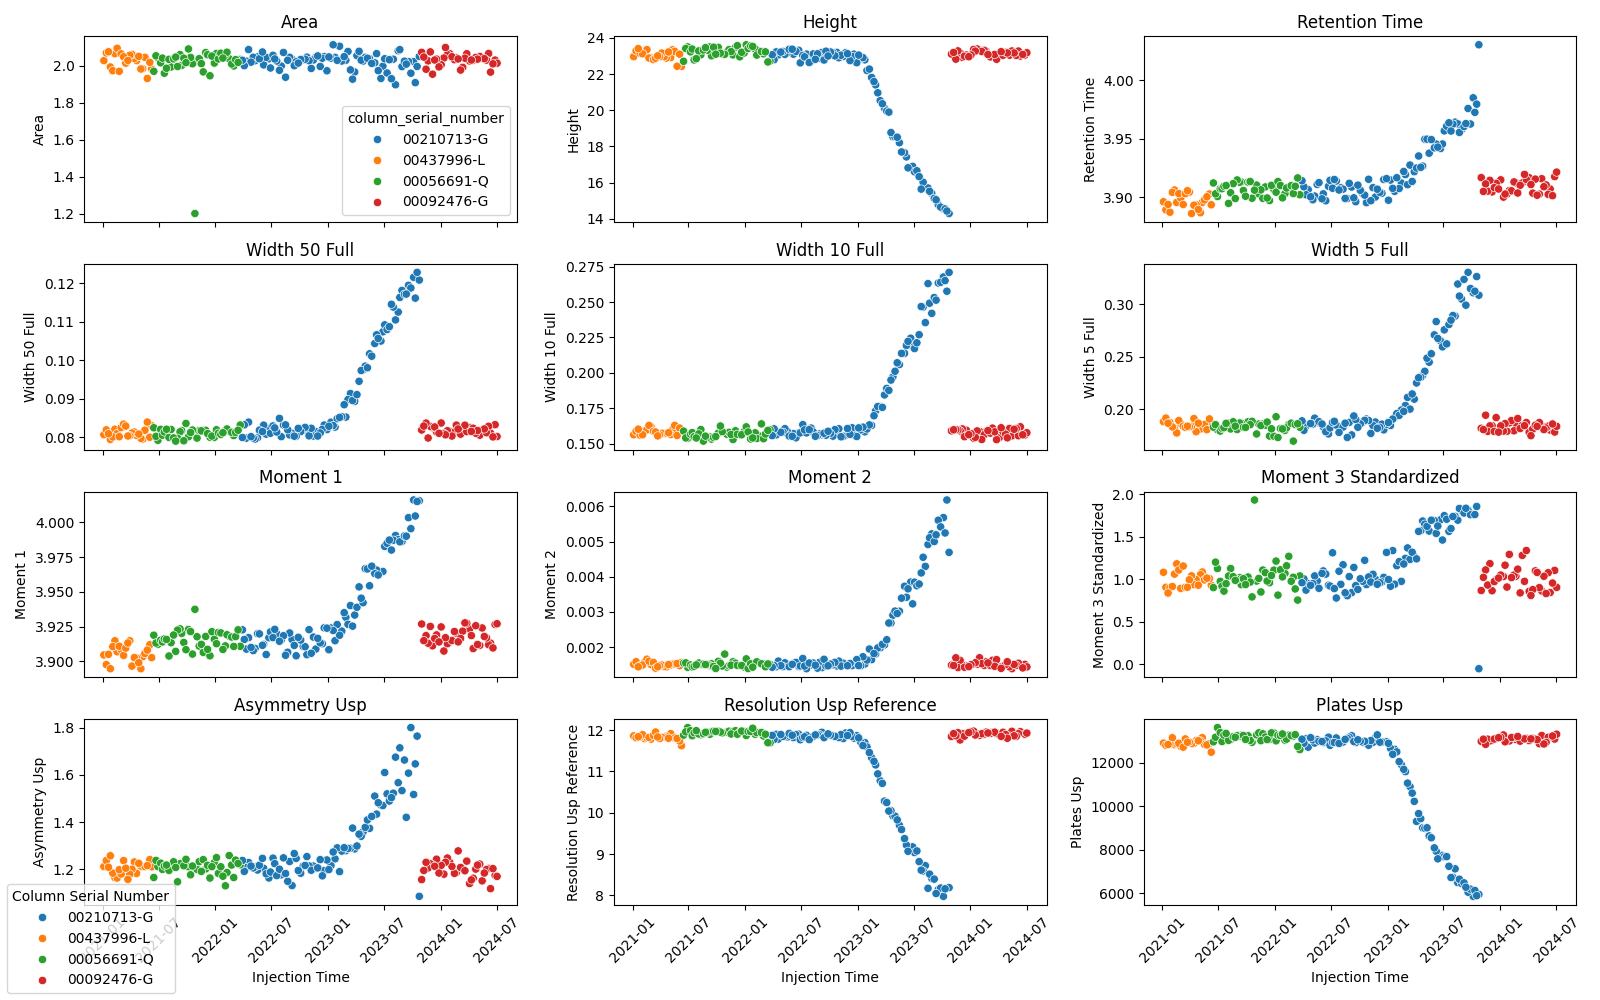 Area
Height
Retention Time
Area
2.0
1.8
1.6
1.4
1.2
column_serial_number
00210713-G
00437996-L
00056691-Q
00092476-G
Height
24
22
20
18
16
14
Retention Time
4.00
3.95
3.90
Width 50 Full
Width 10 Full
Width 5 Full
Width 50 Full
0.12
0.11
0.10
0.09
0.08
Width 10 Full
0.275
0.250
0.225
0.200
0.175
0.150
Width 5 Full
0.30
0.25
0.20
Moment 1
Moment 2
Moment 3 Standardized
Moment 1
4.000
3.975
3.950
3.925
3.900
Moment 2
0.006
0.005
0.004
0.003
0.002
Moment 3 Standardized
2.0
1.5
1.0
0.5
0.0
Asymmetry Usp
Resolution Usp Reference
Plates Usp
Asymmetry Usp
1.8
1.6
1.4
1.2
Resolution Usp Reference
12
11
10
9
8
Plates Usp
12000
10000
8000
6000
Column Serial Number
00210713-G
00437996-L
00056691-Q
00092476-G
2021-07
2022-01
2022-07
2023-01
2023-07
2024-01
2024-07
Injection Time
2021-01
2021-07
2022-01
2022-07
2023-01
2023-07
2024-01
2024-07
Injection Time
2021-01
2021-07
2022-01
2022-07
2023-01
2023-07
2024-01
2024-07
Injection Time